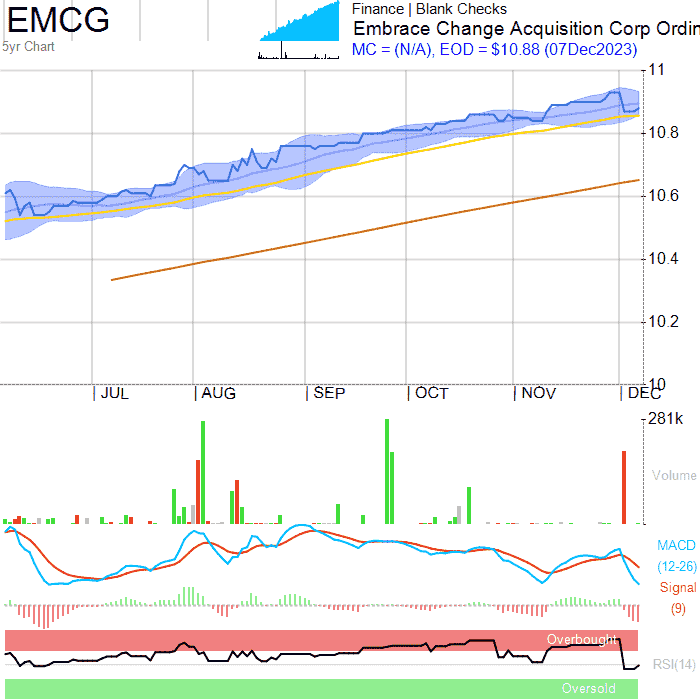 EMCG
5yr Chart
Finance | Blank Checks
Embrace Change Acquisition Corp Ordin
MC = (N/A), EOD = $10.88 (07Dec2023)
11
10.8
10.6
10.4
10.2
10
JUL AUG SEP OCT NOV DEC
281k
Volume
MACD
(12-26)
Signal
(9)
Overbought
RSI(14)
Oversold